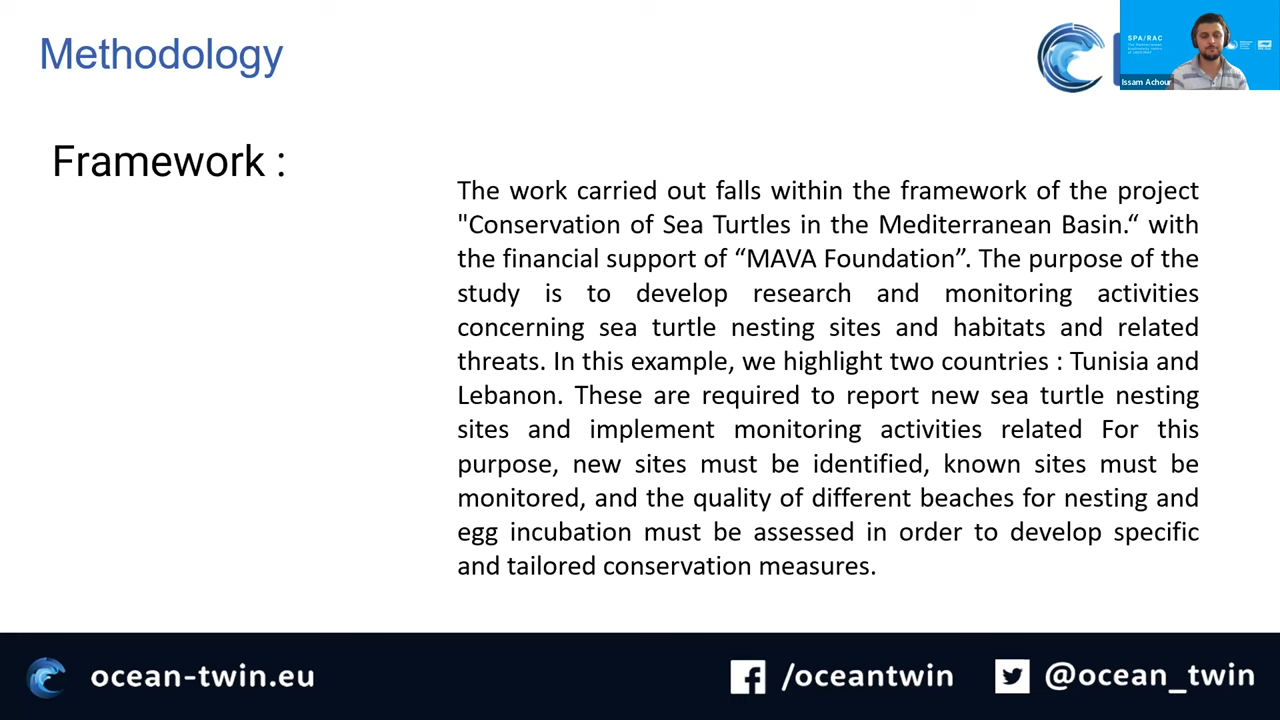 Methodology
SPA/RAC
Issam Achour
Framework :
The work carried out falls within the framework of the project
"Conservation of Sea Turtles in the Mediterranean Basin.“ with
the financial support of “MAVA Foundation”. The purpose of the
study is to develop research and monitoring activities
concerning sea turtle nesting sites and habitats and related
threats. In this example, we highlight two countries : Tunisia and
Lebanon. These are required to report new sea turtle nesting
sites and implement monitoring activities related For this
purpose, new sites must be identified, known sites must be
monitored, and the quality of different beaches for nesting and
egg incubation must be assessed in order to develop specific
and tailored conservation measures.
ocean-twin.eu
/oceantwin
@ocean_twin